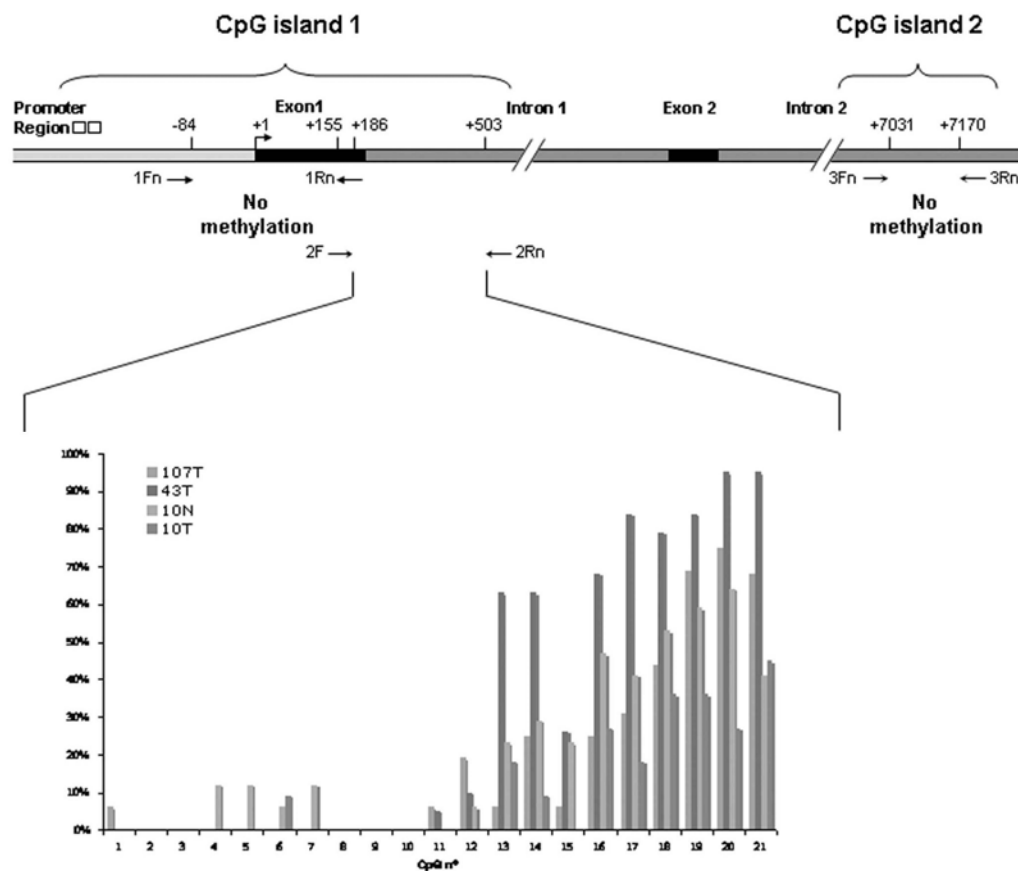 CpG island 1 CpG island 2
Promoter Exon1 Intron 1 Exon 2 Intron 2
Region□□ -84 +1 +155 +186 +503 +7031 +7170
1Fn 1Rn 3Fn 3Rn
No No
methylation methylation
2F 2Rn
100%
90%
80%
70%
60%
50%
40%
30%
20%
10%
0%
107T
43T
10N
10T
1 2 3 4 5 6 7 8 9 10 11 12 13 14 15 16 17 18 19 20 21
CpG n°